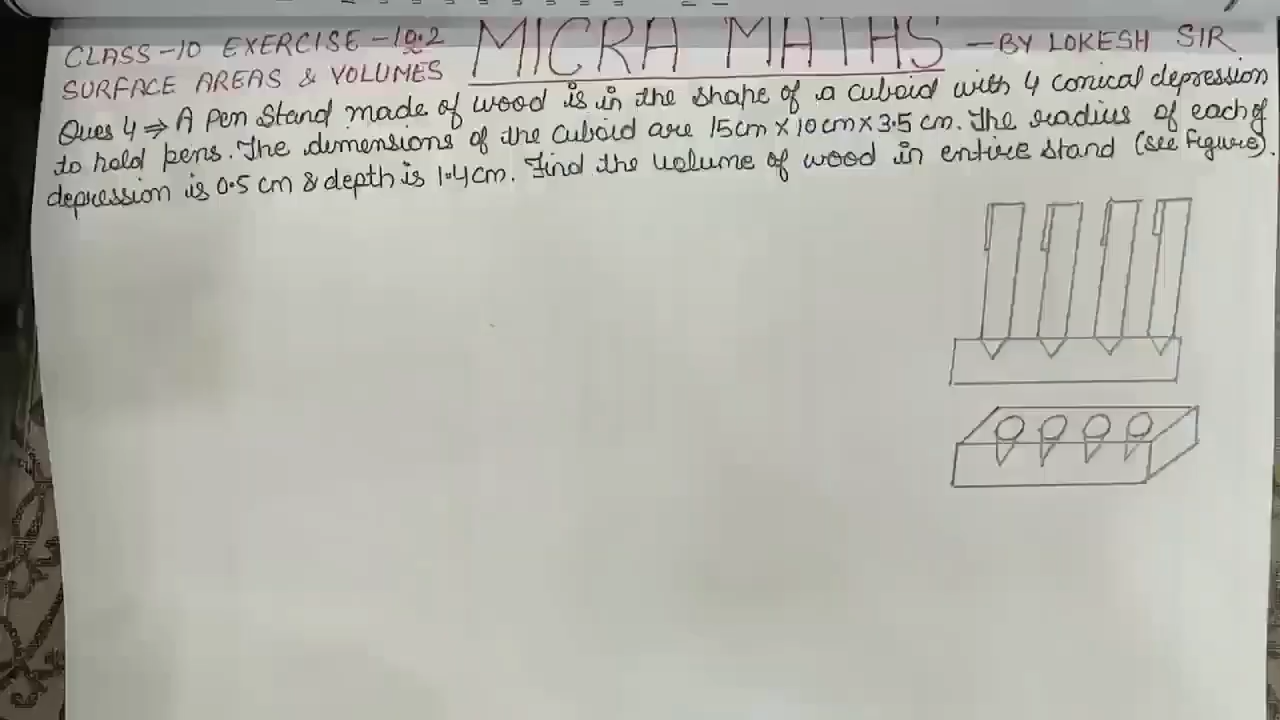 CLASS-10 EXERCISE-10.2 MICRA MATHS -BY LOKESH SIR
SURFACE AREAS & VOLUMES
Ques 4 ⇒ A Pen Stand made of wood is in the shape of a cuboid with 4 conical depression
to hold pens. The dimensions of the cuboid are 15cm × 10cm × 3.5 cm. The radius of each of
depression is 0.5 cm & depth is 1.4cm. Find the volume of wood in entire stand (see figure).